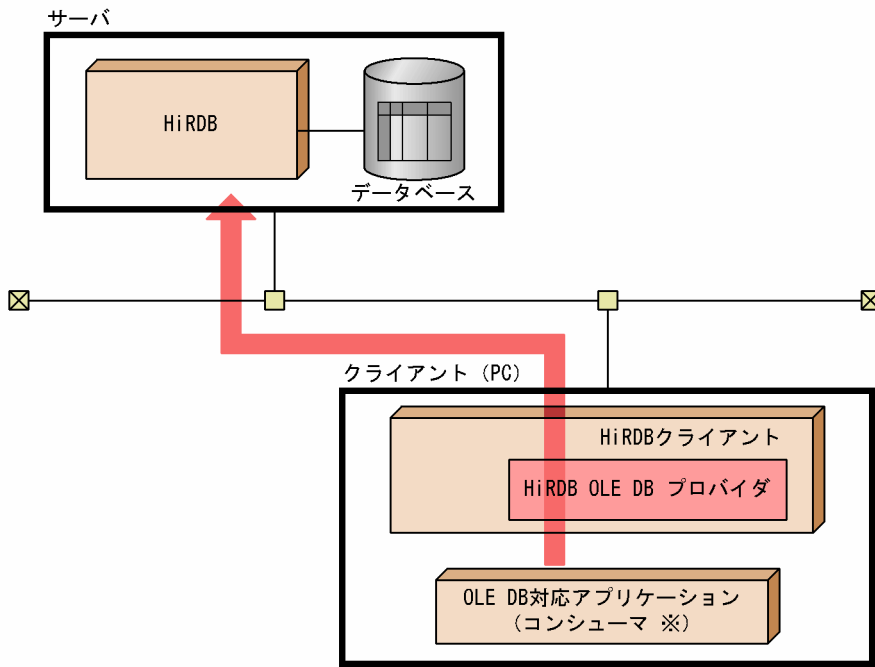 サーバ
HiRDB
データベース
クライアント (PC)
HiRDBクライアント
HiRDB OLE DB プロバイダ
OLE DB対応アプリケーション
(コンシューマ ※)